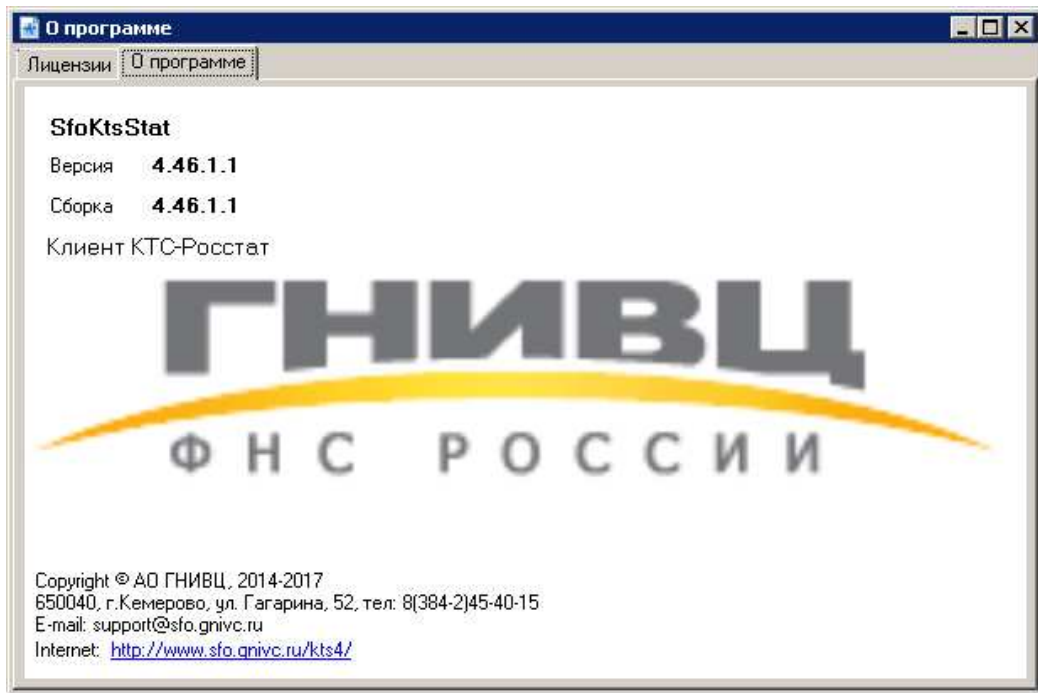 О программе
Лицензии О программе
SfoKtsStat
Версия 4.46.1.1
Сборка 4.46.1.1
Клиент КТС-Росстат
ГНИВЦ
ФНС РОССИИ
Copyright © АО ГНИВЦ, 2014-2017
650040, г.Кемерово, ул. Гагарина, 52, тел: 8(384-2)45-40-15
E-mail: support@sfo.gnivc.ru
Internet: http://www.sfo.gnivc.ru/kts4/